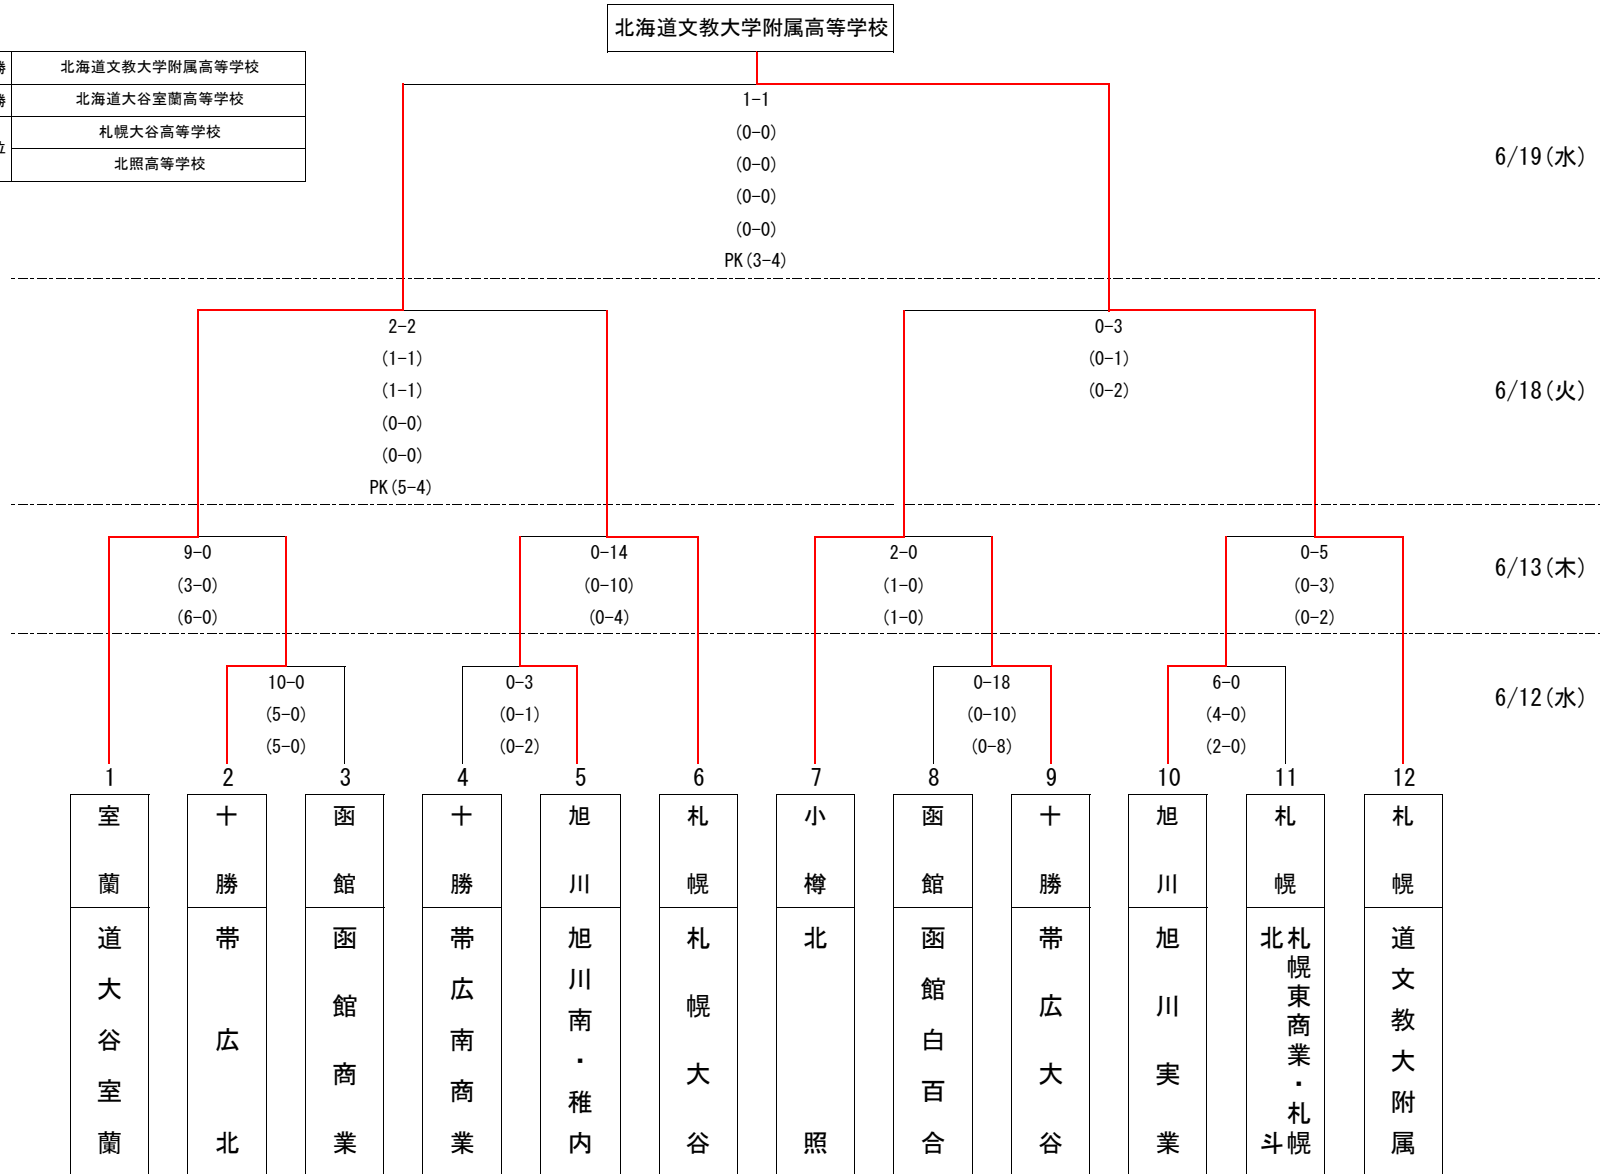 北海道文教大学附属高等学校
勝 北海道文教大学附属高等学校
勝 北海道大谷室蘭高等学校
位 札幌大谷高等学校
北照高等学校
1-1
(0-0)
(0-0)
(0-0)
(0-0)
PK(3-4)
6/19(水)
2-2
(1-1)
(1-1)
(0-0)
(0-0)
PK(5-4)
0-3
(0-1)
(0-2)
6/18(火)
9-0
(3-0)
(6-0)
0-14
(0-10)
(0-4)
2-0
(1-0)
(1-0)
0-5
(0-3)
(0-2)
6/13(木)
10-0
(5-0)
(5-0)
0-3
(0-1)
(0-2)
0-18
(0-10)
(0-8)
6-0
(4-0)
(2-0)
6/12(水)
1 2 3 4 5 6 7 8 9 10 11 12
室蘭
十勝
函館
十勝
旭川
札幌
小樽
函館
十勝
旭川
札幌
札幌
道大谷室蘭
帯広北
函館商業
帯広南商業
旭川南・稚内
札幌大谷
北照
函館白百合
帯広大谷
旭川実業
札幌東商業・札幌
北斗
道文教大附属